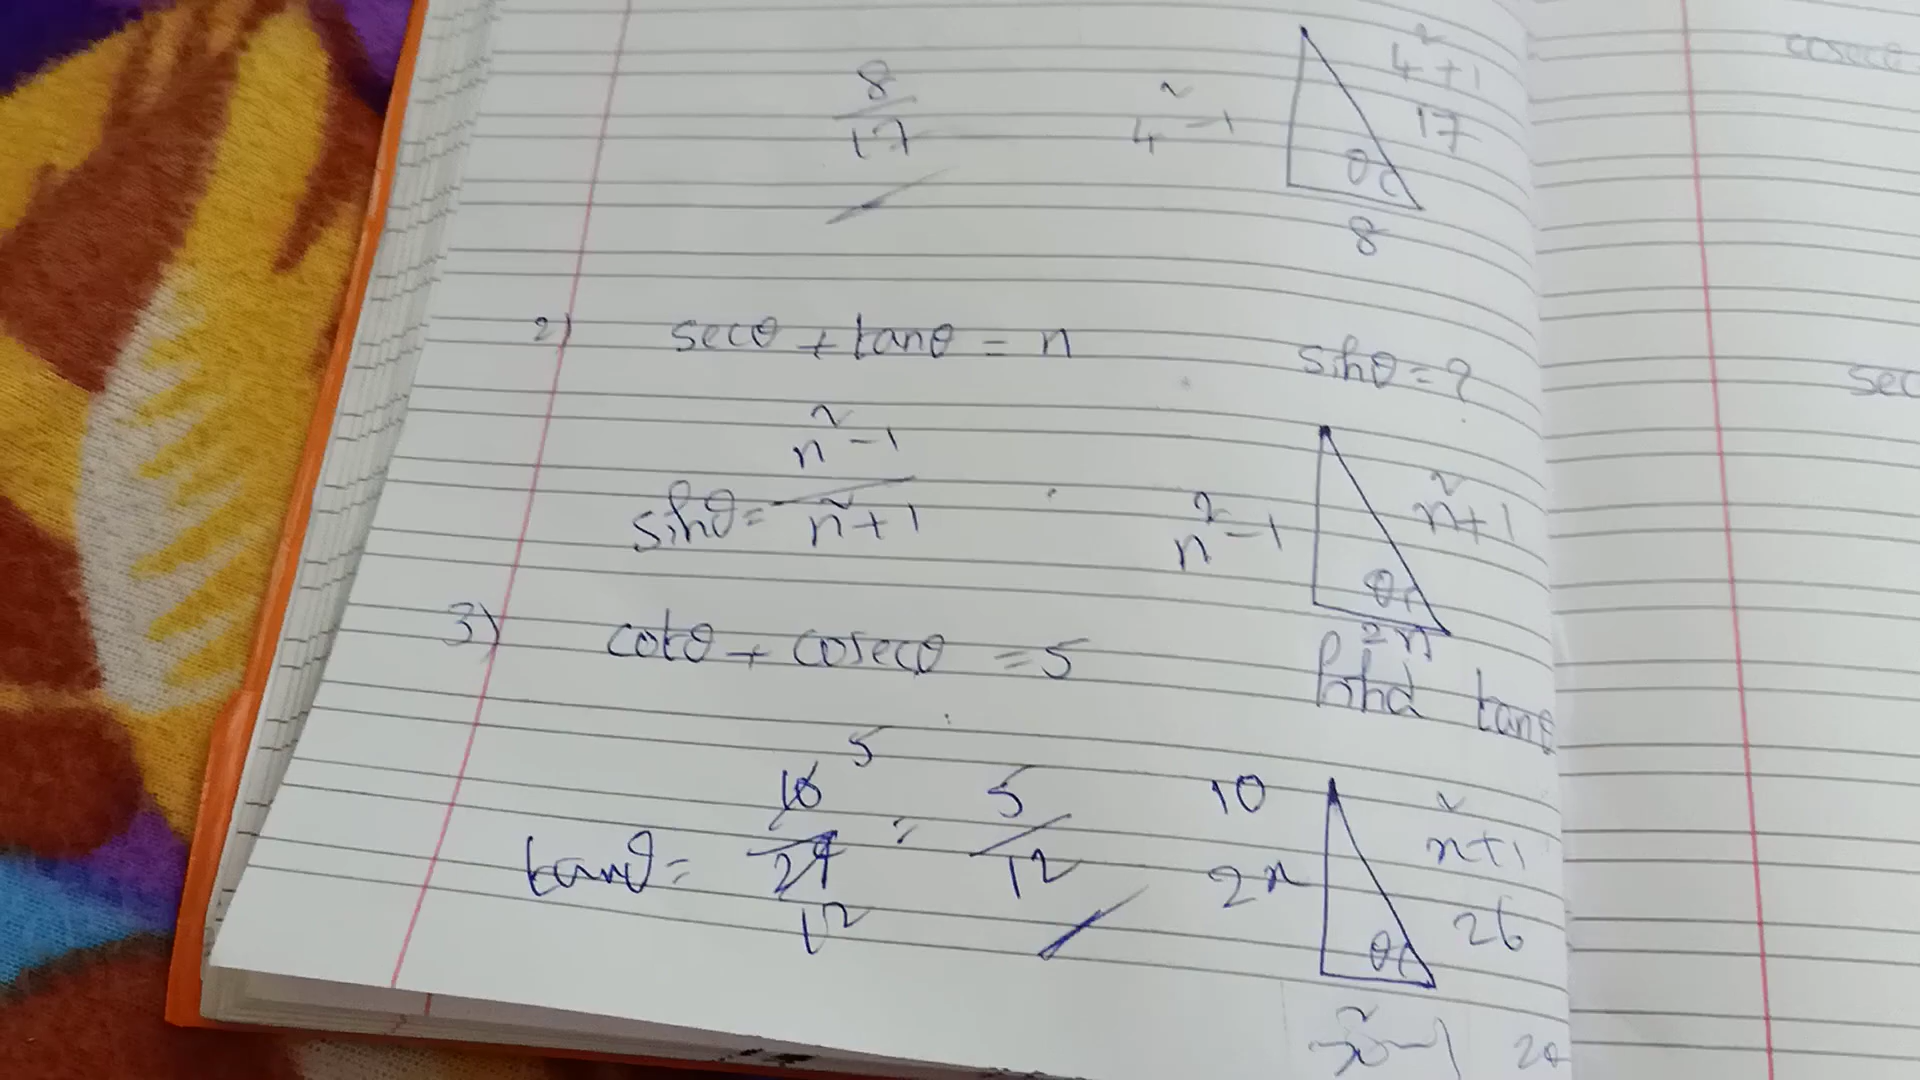 8/17
4²-1
4²+1
17
θ
8
2) secθ + tanθ = n sinθ = ?
sinθ = n²-1/n²+1
n²-1
n²+1
θ
2n
3) cotθ + cosecθ = 5 find tanθ
tanθ = 10/24 = 5/12
5
12
10
2n
n²+1
26
θ
cosecθ
sec